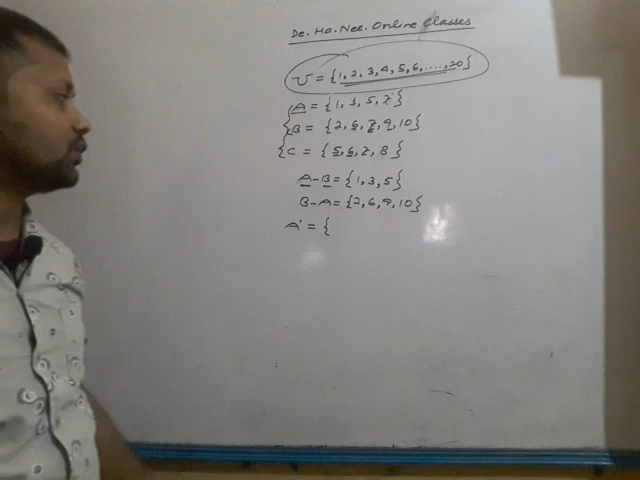 De. Ha. Nee. Online Classes
U = {1, 2, 3, 4, 5, 6, ...., 20}
A = {1, 3, 5, 7}
B = {2, 6, 7, 9, 10}
C = {5, 6, 7, 8}
A-B = {1, 3, 5}
B-A = {2, 6, 9, 10}
A' = {